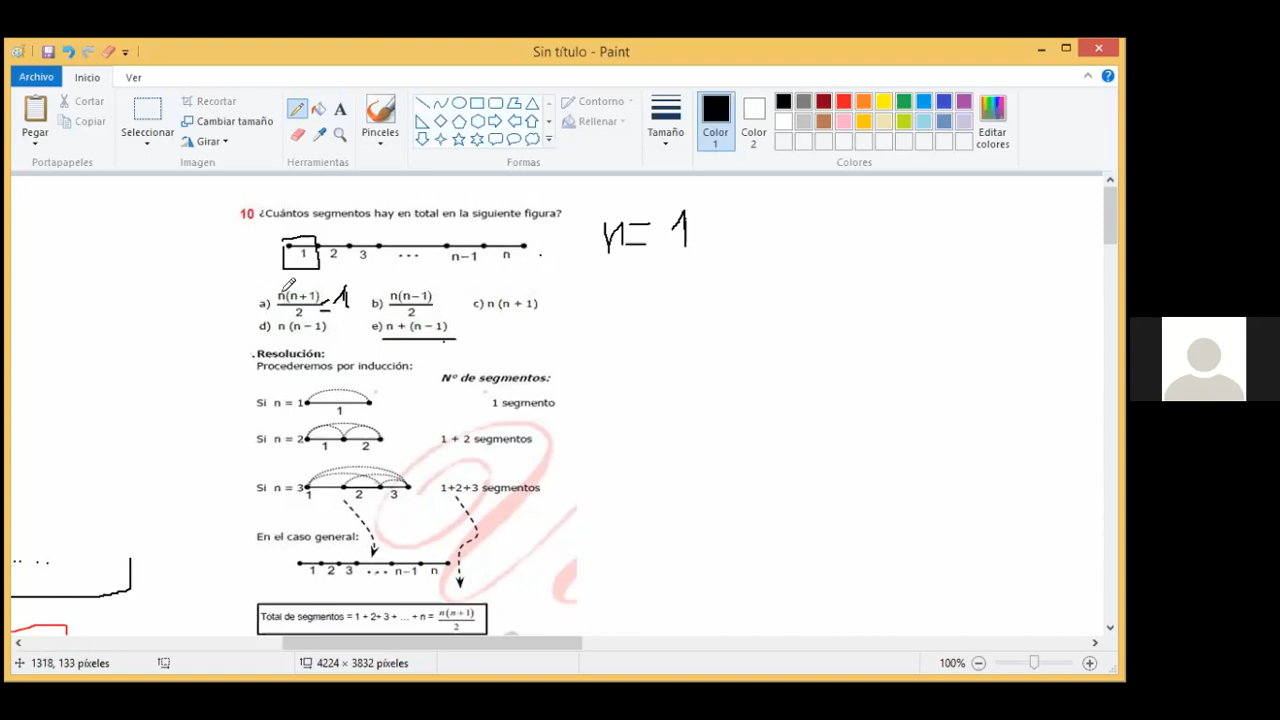 Sin título - Paint
Archivo Inicio Ver
Pegar
Cortar
Copiar
Portapapeles
Seleccionar
Recortar
Cambiar tamaño
Girar
Imagen
A
Herramientas
Pinceles
Contorno
Rellenar
Formas
Tamaño
Color 1
Color 2
Editar colores
Colores
10 ¿Cuántos segmentos hay en total en la siguiente figura?
1 2 3 ... n-1 n
n= 1
a) n(n+1)/2 = 1 b) n(n-1)/2 c) n (n + 1)
d) n (n - 1) e) n + (n - 1)
. Resolución:
Procederemos por inducción:
Nº de segmentos:
Si n = 1 1 1 segmento
Si n = 2 1 2 1 + 2 segmentos
Si n = 3 1 2 3 1+2+3 segmentos
En el caso general:
1 2 3 ... n-1 n
Total de segmentos = 1 + 2+ 3 + ... + n = n(n+1)/2
1318, 133 píxeles 4224 × 3832 píxeles 100%